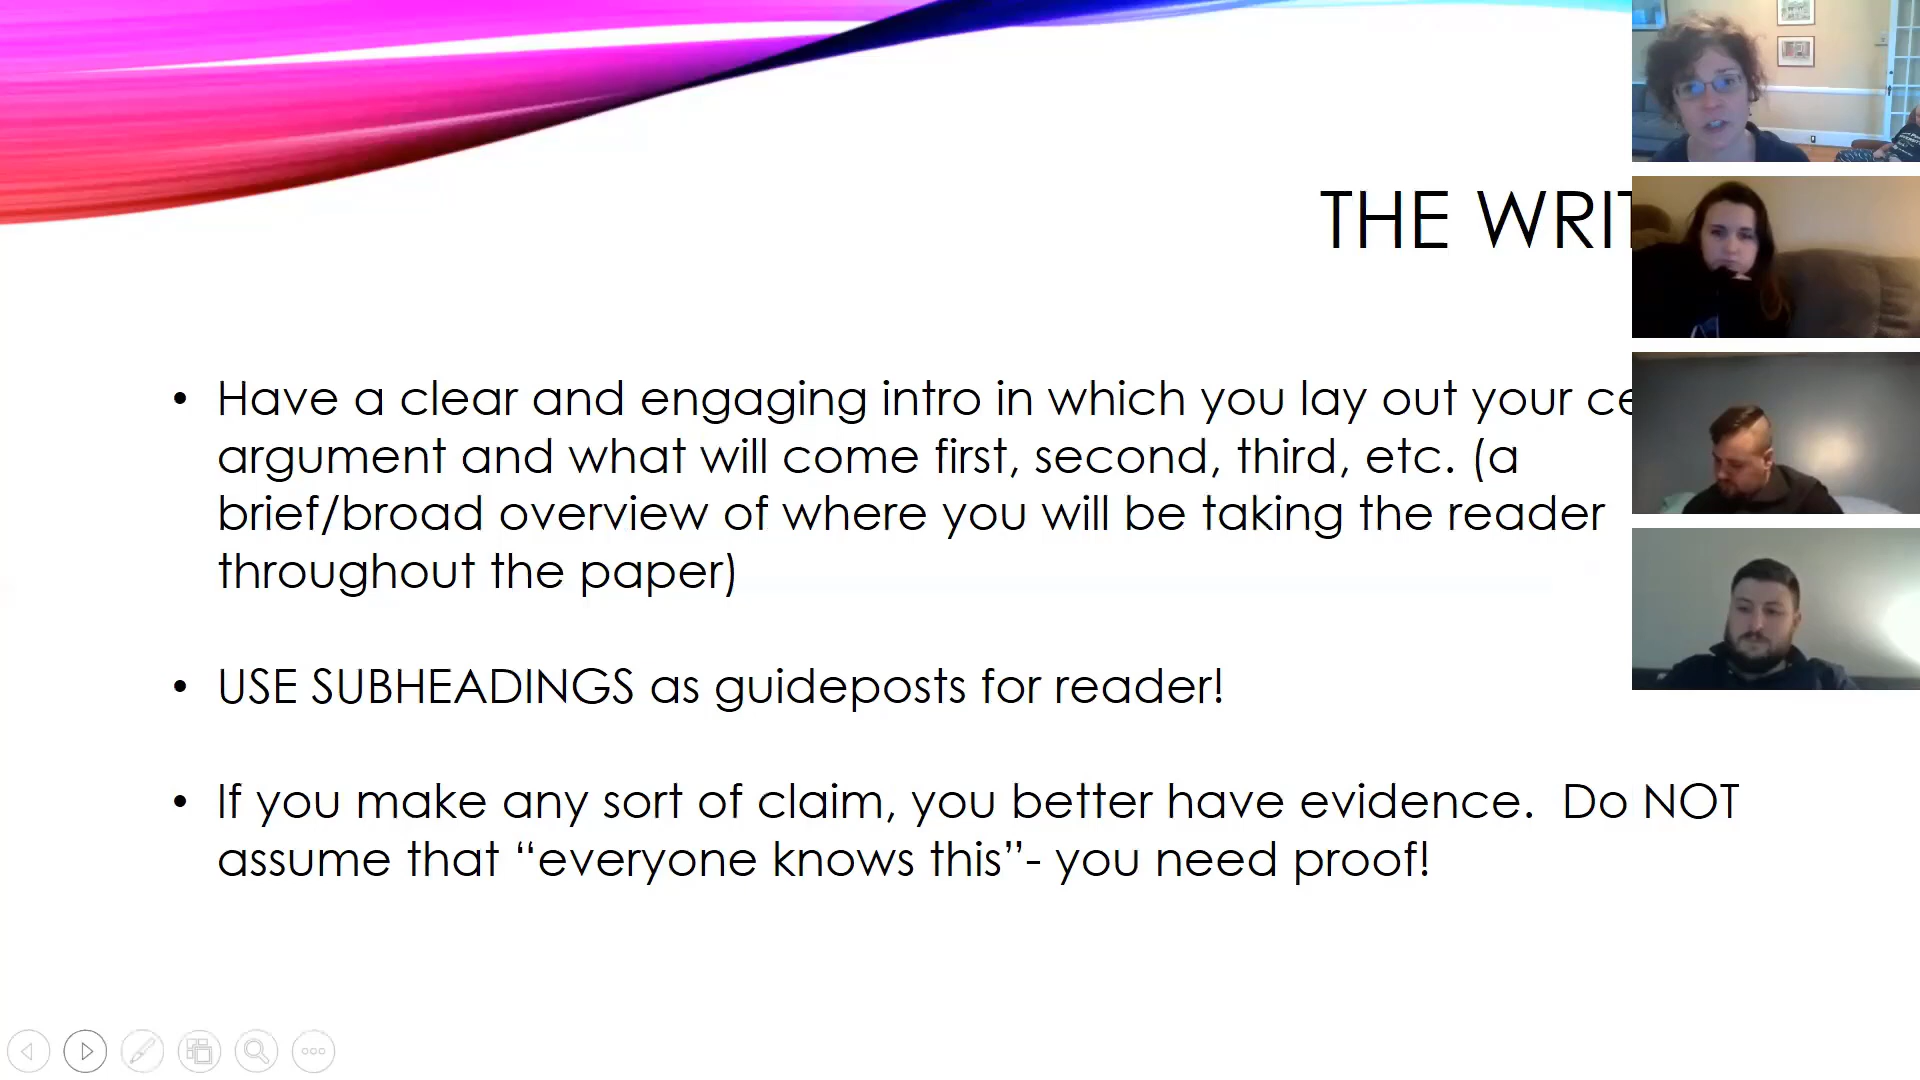 THE WRIT
• Have a clear and engaging intro in which you lay out your ce
argument and what will come first, second, third, etc. (a
brief/broad overview of where you will be taking the reader
throughout the paper)
• USE SUBHEADINGS as guideposts for reader!
• If you make any sort of claim, you better have evidence.  Do NOT
assume that “everyone knows this”- you need proof!